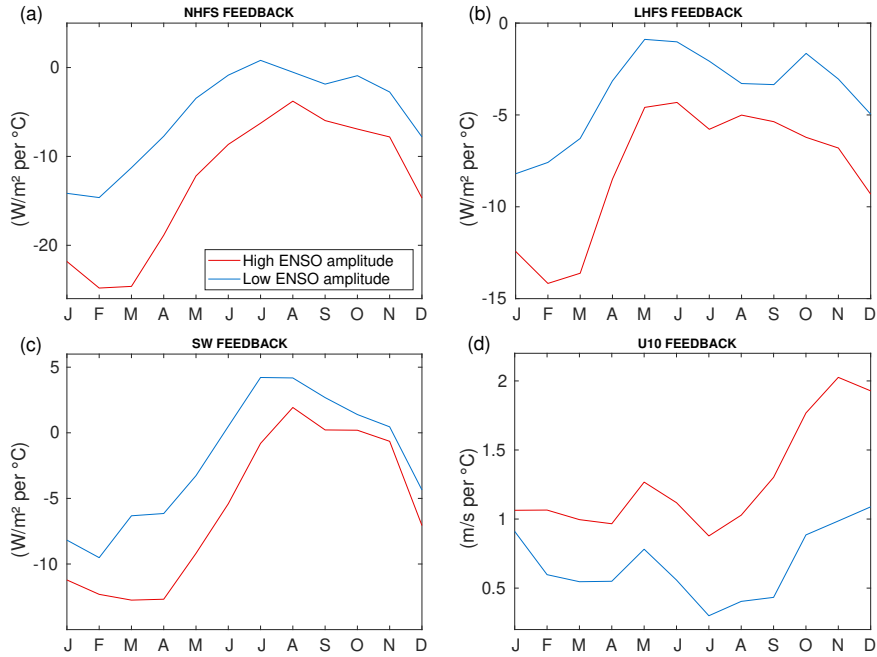 (a)
NHFS FEEDBACK
(W/m² per °C)
0
-10
-20
High ENSO amplitude
Low ENSO amplitude
J F M A M J J A S O N D
(b)
LHFS FEEDBACK
(W/m² per °C)
0
-5
-10
-15
J F M A M J J A S O N D
(c)
SW FEEDBACK
(W/m² per °C)
5
0
-5
-10
J F M A M J J A S O N D
(d)
U10 FEEDBACK
(m/s per °C)
2
1.5
1
0.5
J F M A M J J A S O N D